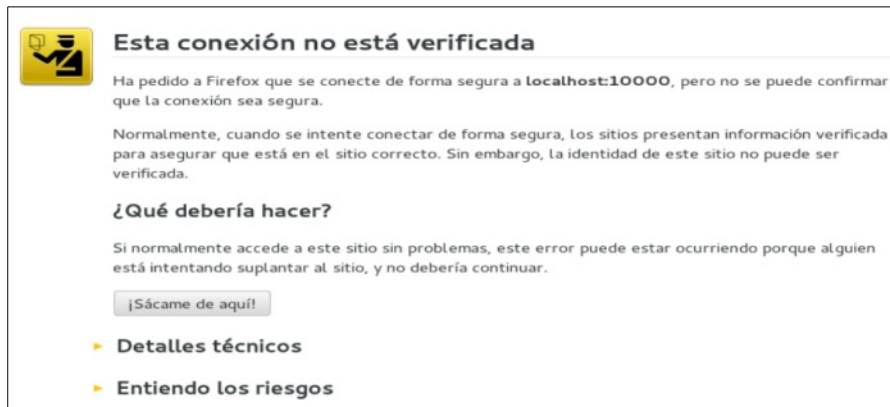 Esta conexión no está verificada
Ha pedido a Firefox que se conecte de forma segura a localhost:10000, pero no se puede confirmar
que la conexión sea segura.
Normalmente, cuando se intente conectar de forma segura, los sitios presentan información verificada
para asegurar que está en el sitio correcto. Sin embargo, la identidad de este sitio no puede ser
verificada.
¿Qué debería hacer?
Si normalmente accede a este sitio sin problemas, este error puede estar ocurriendo porque alguien
está intentando suplantar al sitio, y no debería continuar.
¡Sácame de aquí!
Detalles técnicos
Entiendo los riesgos